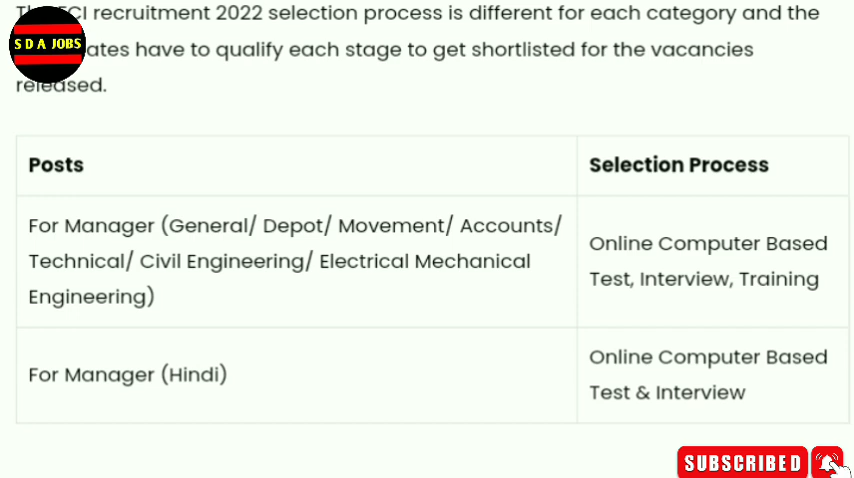 FCI recruitment 2022 selection process is different for each category and the
S D A JOBS
have to qualify each stage to get shortlisted for the vacancies
released.
Posts
Selection Process
For Manager (General/ Depot/ Movement/ Accounts/
Technical/ Civil Engineering/ Electrical Mechanical
Engineering)
Online Computer Based
Test, Interview, Training
For Manager (Hindi)
Online Computer Based
Test & Interview
SUBSCRIBED